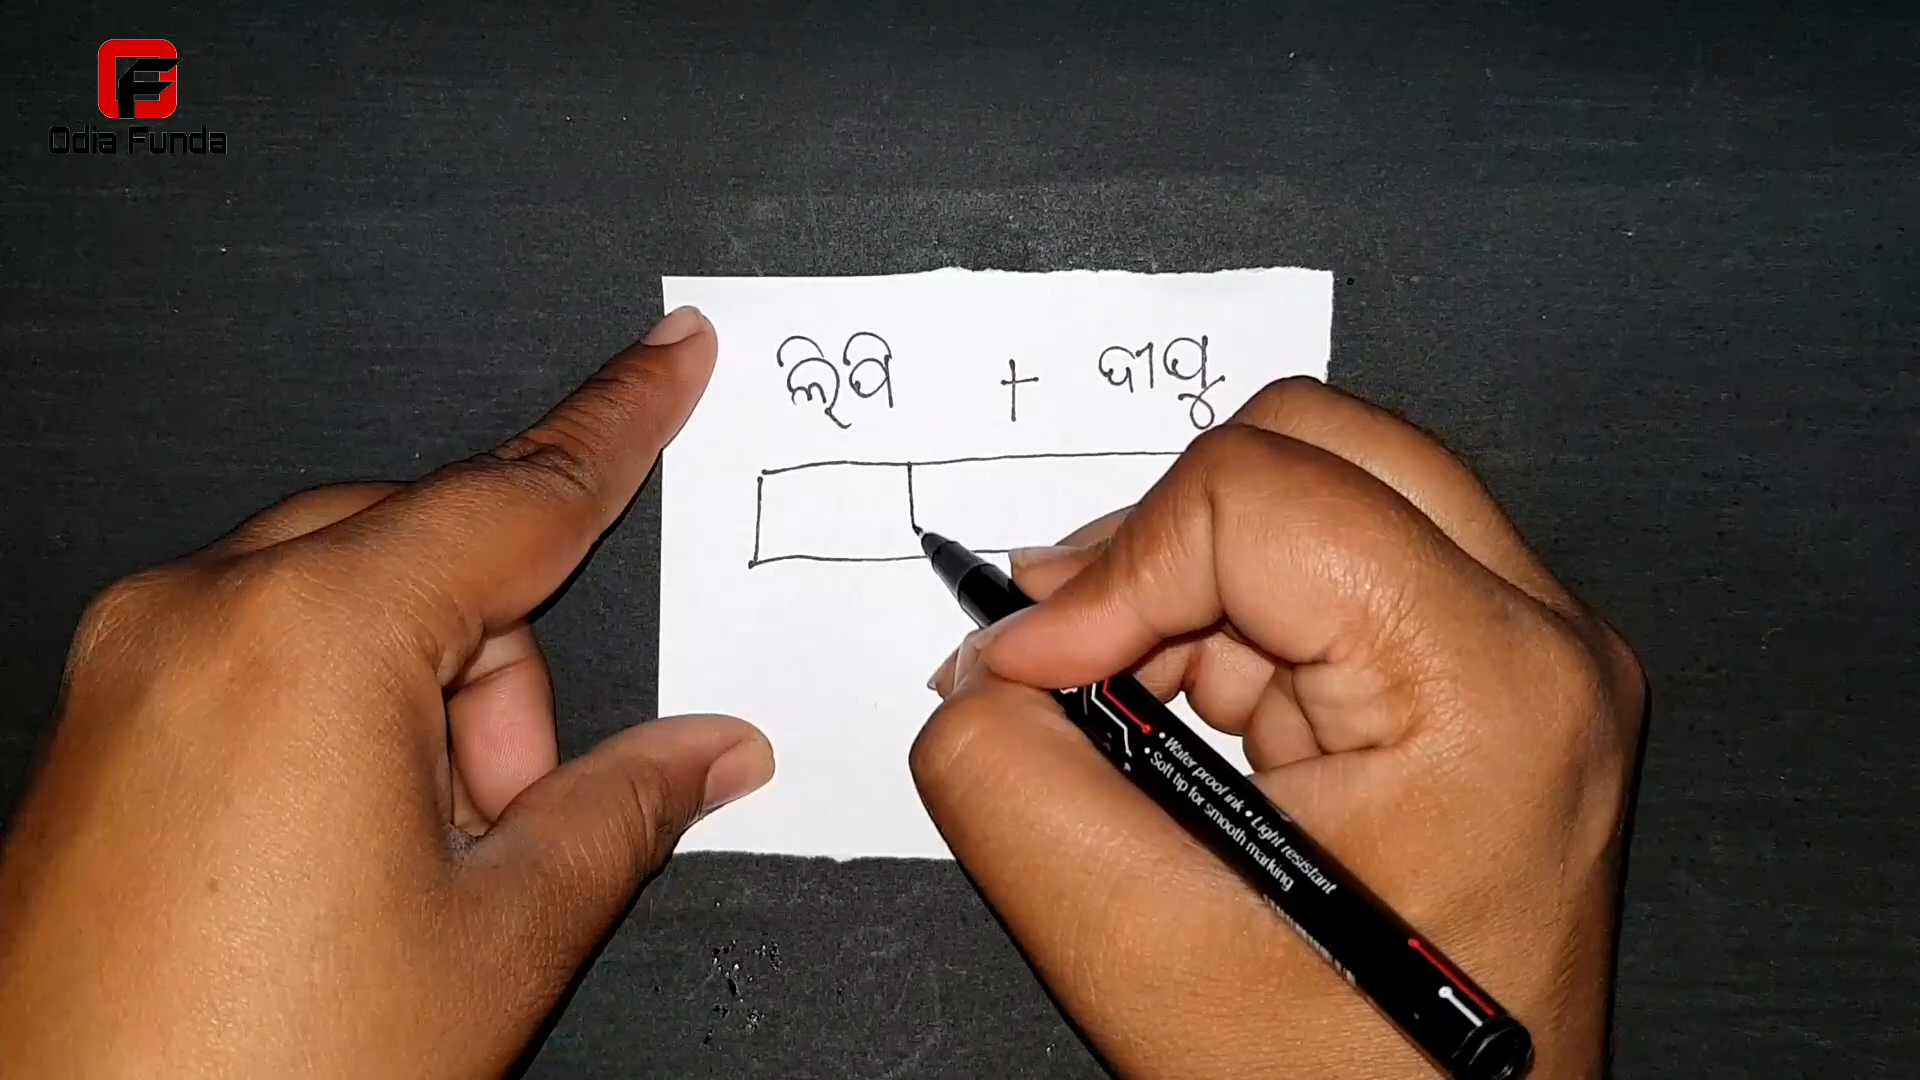 Odia Funda
ଲିପି + ଦୀପୁ
• Water proof ink • Light resistant
• Soft tip for smooth marking